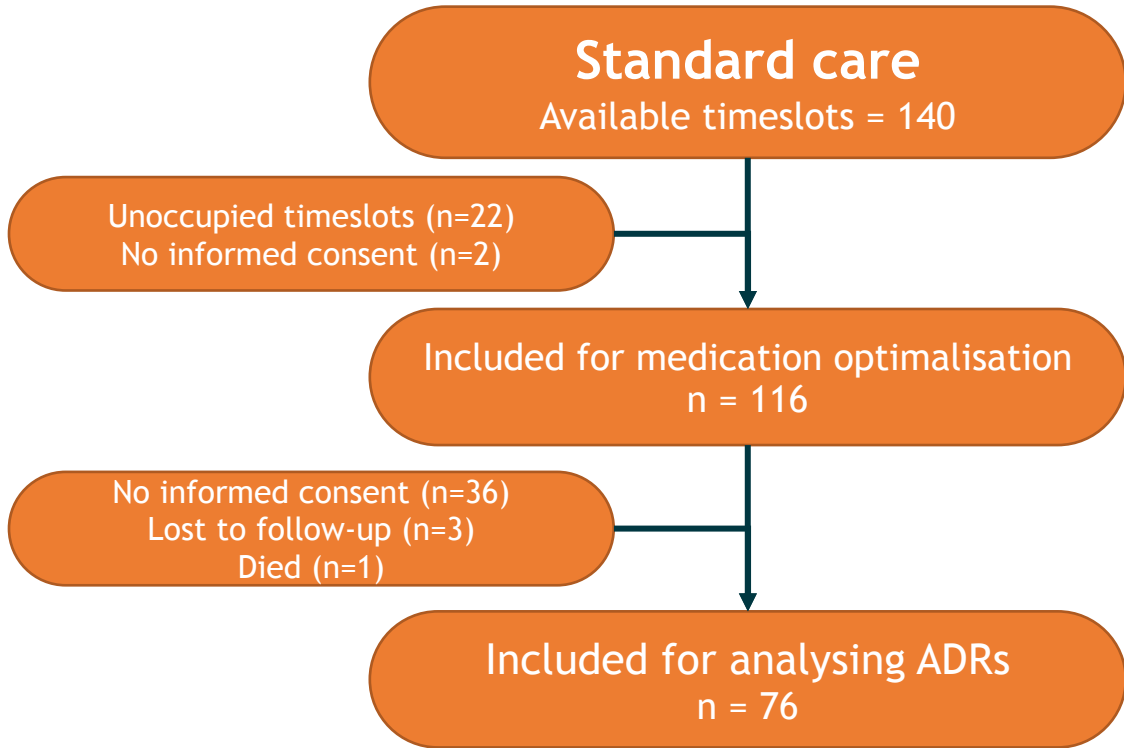 Standard care
Available timeslots = 140
Unoccupied timeslots (n=22)
No informed consent (n=2)
Included for medication optimalisation
n = 116
No informed consent (n=36)
Lost to follow-up (n=3)
Died (n=1)
Included for analysing ADRs
n = 76